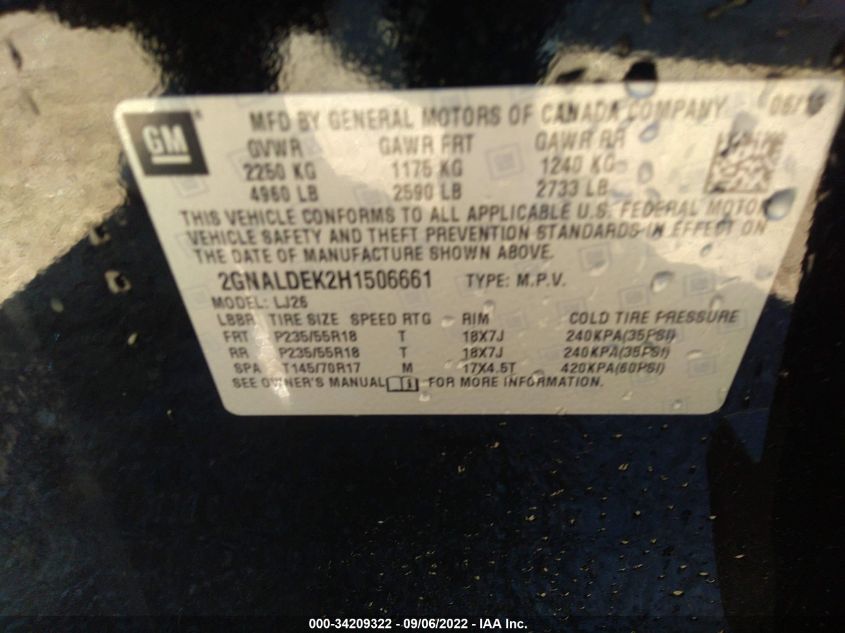 GM
MFD BY GENERAL MOTORS OF CANADA COMPANY 06/16
GVWR GAWR FRT GAWR RR
2250 KG 1175 KG 1240 KG
4960 LB 2590 LB 2733 LB
THIS VEHICLE CONFORMS TO ALL APPLICABLE U.S. FEDERAL MOTOR
VEHICLE SAFETY AND THEFT PREVENTION STANDARDS IN EFFECT ON
THE DATE OF MANUFACTURE SHOWN ABOVE.
2GNALDEK2H1506661 TYPE: M.P.V.
MODEL: LJ26
LBBR TIRE SIZE SPEED RTG RIM COLD TIRE PRESSURE
FRT P235/55R18 T 18X7J 240KPA(35PSI)
RR P235/55R18 T 18X7J 240KPA(35PSI)
SPA T145/70R17 M 17X4.5T 420KPA(60PSI)
SEE OWNER'S MANUAL FOR MORE INFORMATION.
000-34209322 - 09/06/2022 - IAA Inc.